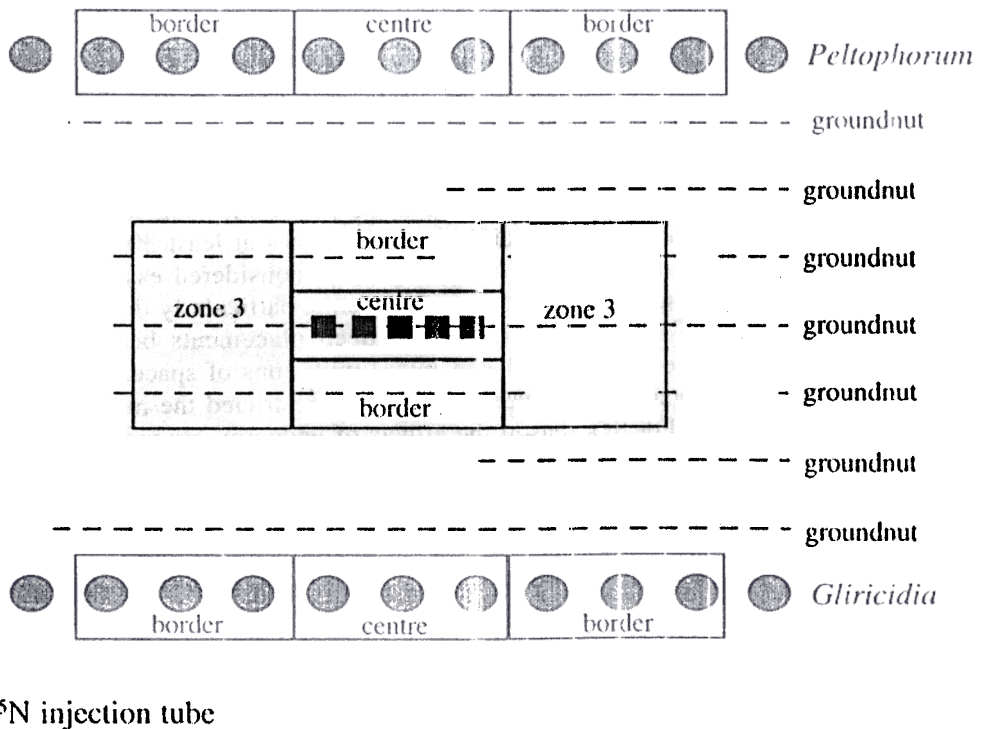 border centre border
Peltophorum
groundnut
groundnut
border
groundnut
zone 3 centre zone 3
groundnut
border
groundnut
groundnut
groundnut
border centre border
Gliricidia
⁵N injection tube